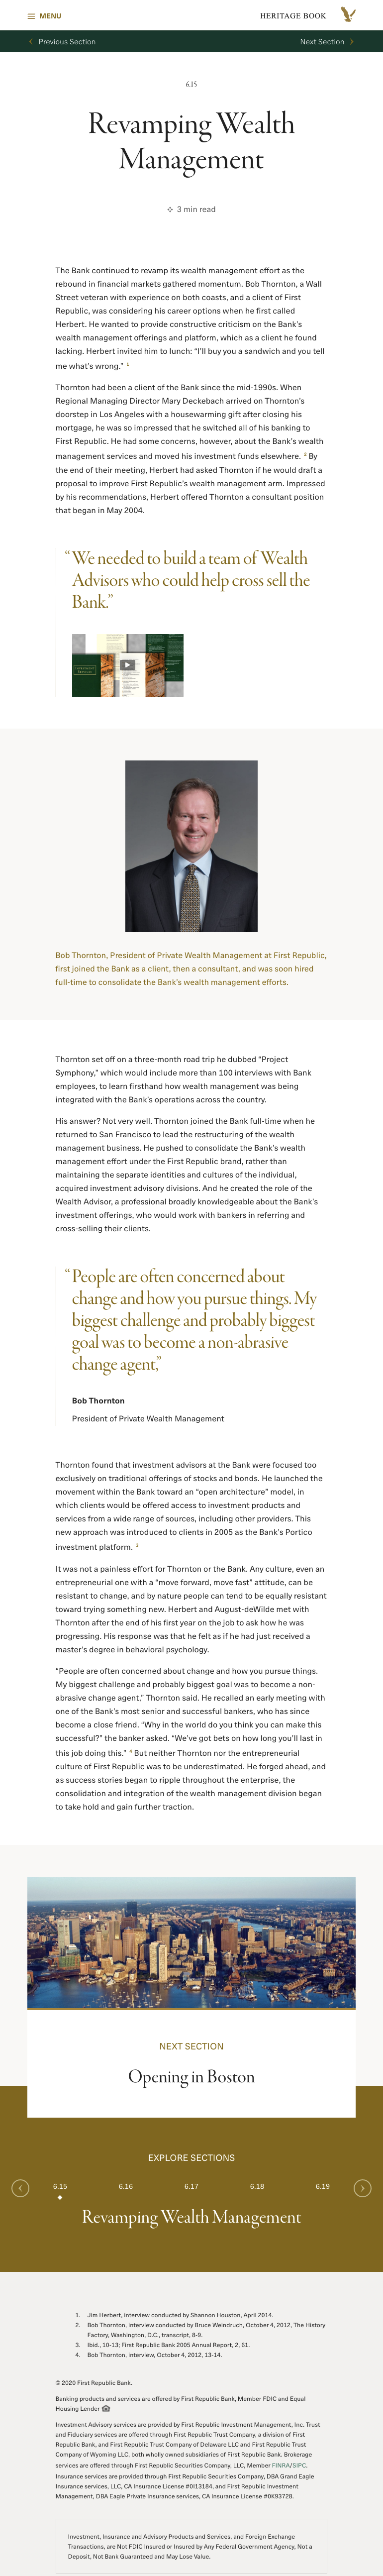 MENU
HERITAGE BOOK
Previous Section
Next Section
6.15
Revamping Wealth
Management
3 min read
The Bank continued to revamp its wealth management effort as the
rebound in financial markets gathered momentum. Bob Thornton, a Wall
Street veteran with experience on both coasts, and a client of First
Republic, was considering his career options when he first called
Herbert. He wanted to provide constructive criticism on the Bank's
wealth management offerings and platform, which as a client he found
lacking. Herbert invited him to lunch: "I'll buy you a sandwich and you tell
me what's wrong." 1
Thornton had been a client of the Bank since the mid-1990s. When
Regional Managing Director Mary Deckebach arrived on Thornton's
doorstep in Los Angeles with a housewarming gift after closing his
mortgage, he was so impressed that he switched all of his banking to
First Republic. He had some concerns, however, about the Bank's wealth
management services and moved his investment funds elsewhere. 2 By
the end of their meeting, Herbert had asked Thornton if he would draft a
proposal to improve First Republic's wealth management arm. Impressed
by his recommendations, Herbert offered Thornton a consultant position
that began in May 2004.
"We needed to build a team of Wealth
Advisors who could help cross sell the
Bank."
Bob Thornton, President of Private Wealth Management at First Republic,
first joined the Bank as a client, then a consultant, and was soon hired
full-time to consolidate the Bank's wealth management efforts.
Thornton set off on a three-month road trip he dubbed "Project
Symphony," which would include more than 100 interviews with Bank
employees, to learn firsthand how wealth management was being
integrated with the Bank's operations across the country.
His answer? Not very well. Thornton joined the Bank full-time when he
returned to San Francisco to lead the restructuring of the wealth
management business. He pushed to consolidate the Bank's wealth
management effort under the First Republic brand, rather than
maintaining the separate identities and cultures of the individual,
acquired investment advisory divisions. And he created the role of the
Wealth Advisor, a professional broadly knowledgeable about the Bank's
investment offerings, who would work with bankers in referring and
cross-selling their clients.
"People are often concerned about
change and how you pursue things. My
biggest challenge and probably biggest
goal was to become a non-abrasive
change agent,"
Bob Thornton
President of Private Wealth Management
Thornton found that investment advisors at the Bank were focused too
exclusively on traditional offerings of stocks and bonds. He launched the
movement within the Bank toward an "open architecture" model, in
which clients would be offered access to investment products and
services from a wide range of sources, including other providers. This
new approach was introduced to clients in 2005 as the Bank's Portico
investment platform. 3
It was not a painless effort for Thornton or the Bank. Any culture, even an
entrepreneurial one with a "move forward, move fast" attitude, can be
resistant to change, and by nature people can tend to be equally resistant
toward trying something new. Herbert and August-deWilde met with
Thornton after the end of his first year on the job to ask how he was
progressing. His response was that he felt as if he had just received a
master's degree in behavioral psychology.
"People are often concerned about change and how you pursue things.
My biggest challenge and probably biggest goal was to become a non-
abrasive change agent," Thornton said. He recalled an early meeting with
one of the Bank's most senior and successful bankers, who has since
become a close friend. "Why in the world do you think you can make this
successful?" the banker asked. "We've got bets on how long you'll last in
this job doing this." 4 But neither Thornton nor the entrepreneurial
culture of First Republic was to be underestimated. He forged ahead, and
as success stories began to ripple throughout the enterprise, the
consolidation and integration of the wealth management division began
to take hold and gain further traction.
NEXT SECTION
Opening in Boston
EXPLORE SECTIONS
6.15 6.16 6.17 6.18 6.19
Revamping Wealth Management
1. Jim Herbert, interview conducted by Shannon Houston, April 2014.
2. Bob Thornton, interview conducted by Bruce Weindruch, October 4, 2012, The History
Factory, Washington, D.C., transcript, 8-9.
3. Ibid., 10-13; First Republic Bank 2005 Annual Report, 2, 61.
4. Bob Thornton, interview, October 4, 2012, 13-14.
© 2020 First Republic Bank.
Banking products and services are offered by First Republic Bank, Member FDIC and Equal
Housing Lender
Investment Advisory services are provided by First Republic Investment Management, Inc. Trust
and Fiduciary services are offered through First Republic Trust Company, a division of First
Republic Bank, and First Republic Trust Company of Delaware LLC and First Republic Trust
Company of Wyoming LLC, both wholly owned subsidiaries of First Republic Bank. Brokerage
services are offered through First Republic Securities Company, LLC, Member FINRA/SIPC.
Insurance services are provided through First Republic Securities Company, DBA Grand Eagle
Insurance services, LLC, CA Insurance License #0I13184, and First Republic Investment
Management, DBA Eagle Private Insurance services, CA Insurance License #0K93728.
Investment, Insurance and Advisory Products and Services, and Foreign Exchange
Transactions, are Not FDIC Insured or Insured by Any Federal Government Agency, Not a
Deposit, Not Bank Guaranteed and May Lose Value.